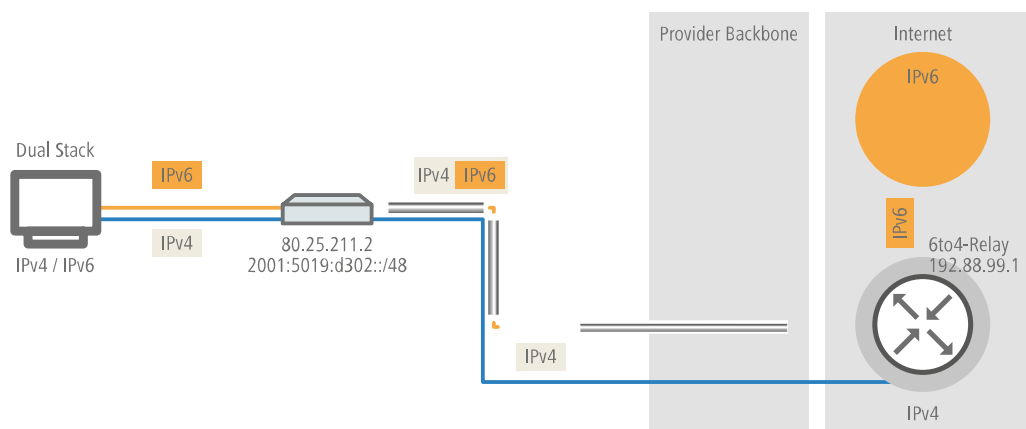 Provider Backbone
Internet
IPv6
Dual Stack
IPv6
IPv4 IPv6
IPv6
IPv4
80.25.211.2
6to4-Relay
IPv4 / IPv6
2001:5019:d302::/48
192.88.99.1
IPv4
IPv4